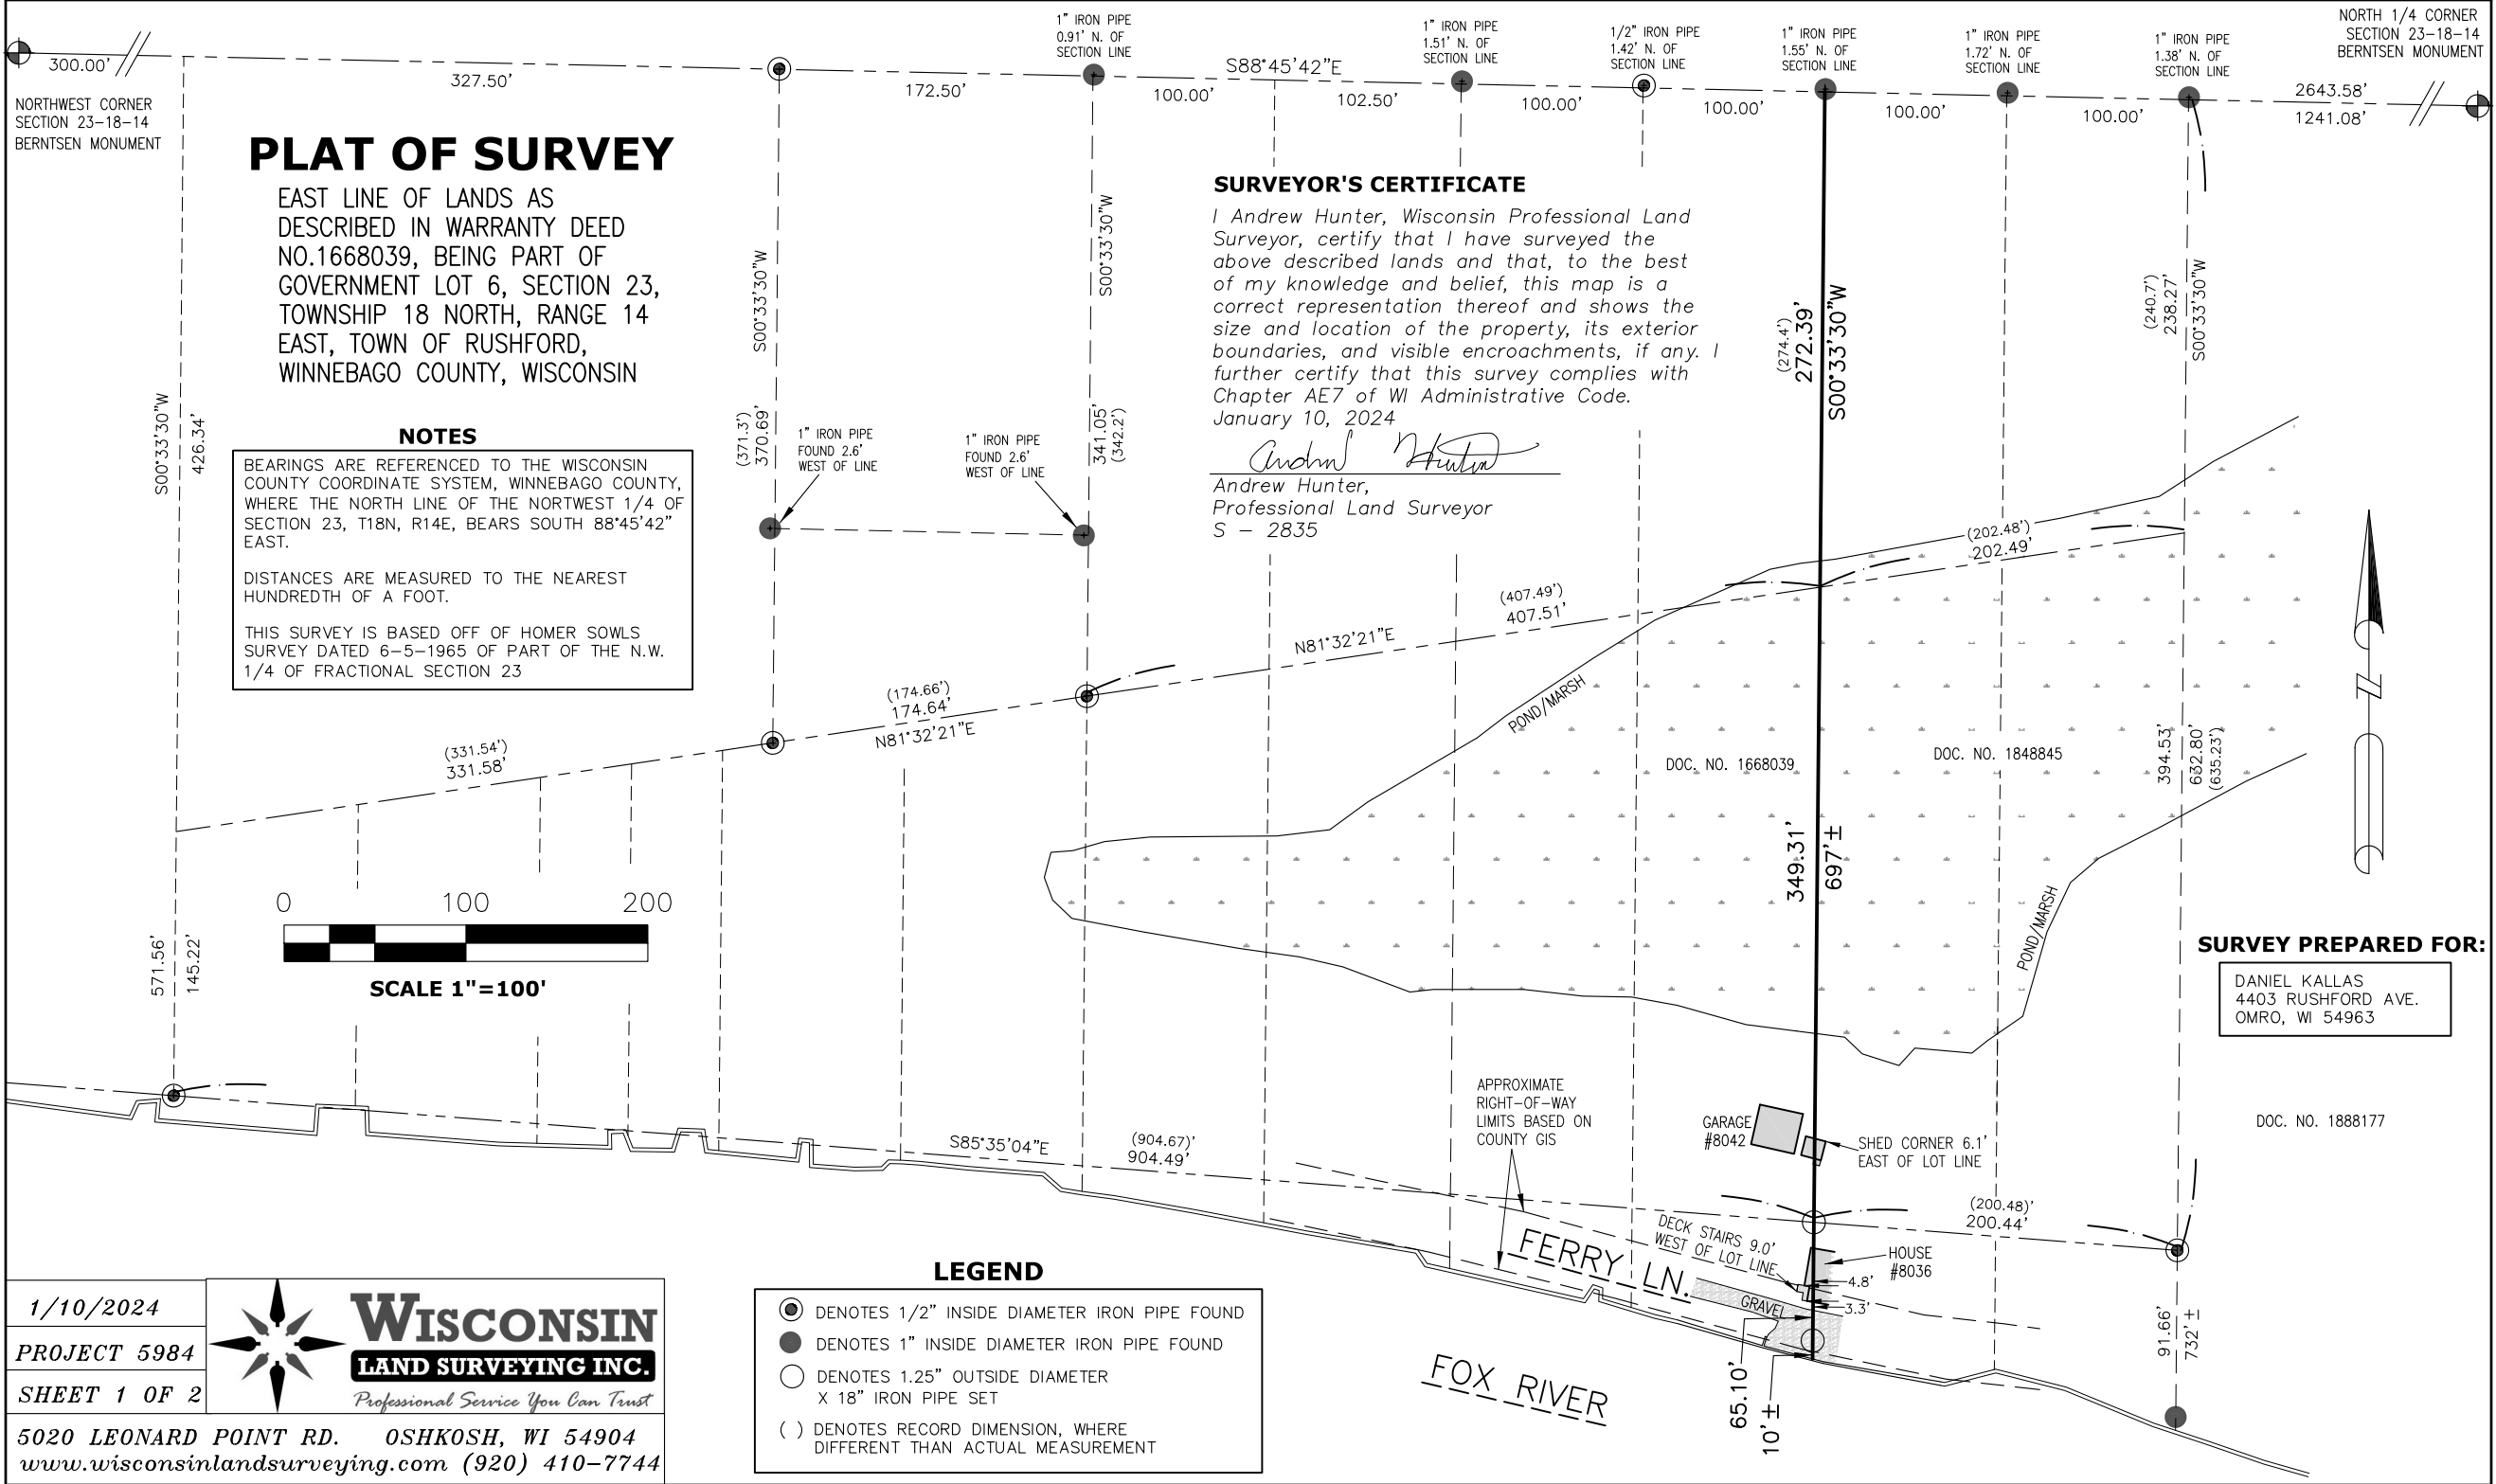 300.00'
NORTHWEST CORNER
SECTION 23-18-14
BERNTSEN MONUMENT
327.50'
172.50'
1" IRON PIPE
0.91' N. OF
SECTION LINE
100.00'
S88°45'42"E
102.50'
1" IRON PIPE
1.51' N. OF
SECTION LINE
100.00'
1/2" IRON PIPE
1.42' N. OF
SECTION LINE
100.00'
1" IRON PIPE
1.55' N. OF
SECTION LINE
100.00'
1" IRON PIPE
1.72' N. OF
SECTION LINE
100.00'
1" IRON PIPE
1.38' N. OF
SECTION LINE
2643.58'
1241.08'
NORTH 1/4 CORNER
SECTION 23-18-14
BERNTSEN MONUMENT
PLAT OF SURVEY
EAST LINE OF LANDS AS
DESCRIBED IN WARRANTY DEED
NO.1668039, BEING PART OF
GOVERNMENT LOT 6, SECTION 23,
TOWNSHIP 18 NORTH, RANGE 14
EAST, TOWN OF RUSHFORD,
WINNEBAGO COUNTY, WISCONSIN
NOTES
BEARINGS ARE REFERENCED TO THE WISCONSIN
COUNTY COORDINATE SYSTEM, WINNEBAGO COUNTY,
WHERE THE NORTH LINE OF THE NORTWEST 1/4 OF
SECTION 23, T18N, R14E, BEARS SOUTH 88°45'42"
EAST.
DISTANCES ARE MEASURED TO THE NEAREST
HUNDREDTH OF A FOOT.
THIS SURVEY IS BASED OFF OF HOMER SOWLS
SURVEY DATED 6-5-1965 OF PART OF THE N.W.
1/4 OF FRACTIONAL SECTION 23
SURVEYOR'S CERTIFICATE
I Andrew Hunter, Wisconsin Professional Land
Surveyor, certify that I have surveyed the
above described lands and that, to the best
of my knowledge and belief, this map is a
correct representation thereof and shows the
size and location of the property, its exterior
boundaries, and visible encroachments, if any. I
further certify that this survey complies with
Chapter AE7 of WI Administrative Code.
January 10, 2024
Andrew Hunter
Andrew Hunter,
Professional Land Surveyor
S - 2835
S00°33'30"W
426.34'
S00°33'30"W
(371.3')
370.69'
1" IRON PIPE
FOUND 2.6'
WEST OF LINE
1" IRON PIPE
FOUND 2.6'
WEST OF LINE
S00°33'30"W
341.05'
(342.2')
(274.4')
272.39'
S00°33'30"W
(240.7')
238.27'
S00°33'30"W
(331.54')
331.58'
(174.66')
174.64'
N81°32'21"E
N81°32'21"E
(407.49')
407.51'
(202.48')
202.49'
POND/MARSH
DOC. NO. 1668039
DOC. NO. 1848845
394.53'
632.80'
(635.23')
349.31'
697'±
POND/MARSH
N
0 100 200
SCALE 1"=100'
571.56'
145.22'
SURVEY PREPARED FOR:
DANIEL KALLAS
4403 RUSHFORD AVE.
OMRO, WI 54963
DOC. NO. 1888177
S85°35'04"E
(904.67)'
904.49'
APPROXIMATE
RIGHT-OF-WAY
LIMITS BASED ON
COUNTY GIS
GARAGE
#8042
SHED CORNER 6.1'
EAST OF LOT LINE
(200.48)'
200.44'
DECK STAIRS 9.0'
WEST OF LOT LINE
HOUSE
#8036
4.8'
3.3'
FERRY LN.
GRAVEL
FOX RIVER
65.10'
10'±
91.66'
732'±
LEGEND
DENOTES 1/2" INSIDE DIAMETER IRON PIPE FOUND
DENOTES 1" INSIDE DIAMETER IRON PIPE FOUND
DENOTES 1.25" OUTSIDE DIAMETER
X 18" IRON PIPE SET
( ) DENOTES RECORD DIMENSION, WHERE
DIFFERENT THAN ACTUAL MEASUREMENT
1/10/2024
PROJECT 5984
SHEET 1 OF 2
WISCONSIN
LAND SURVEYING INC.
Professional Service You Can Trust
5020 LEONARD POINT RD. OSHKOSH, WI 54904
www.wisconsinlandsurveying.com (920) 410-7744